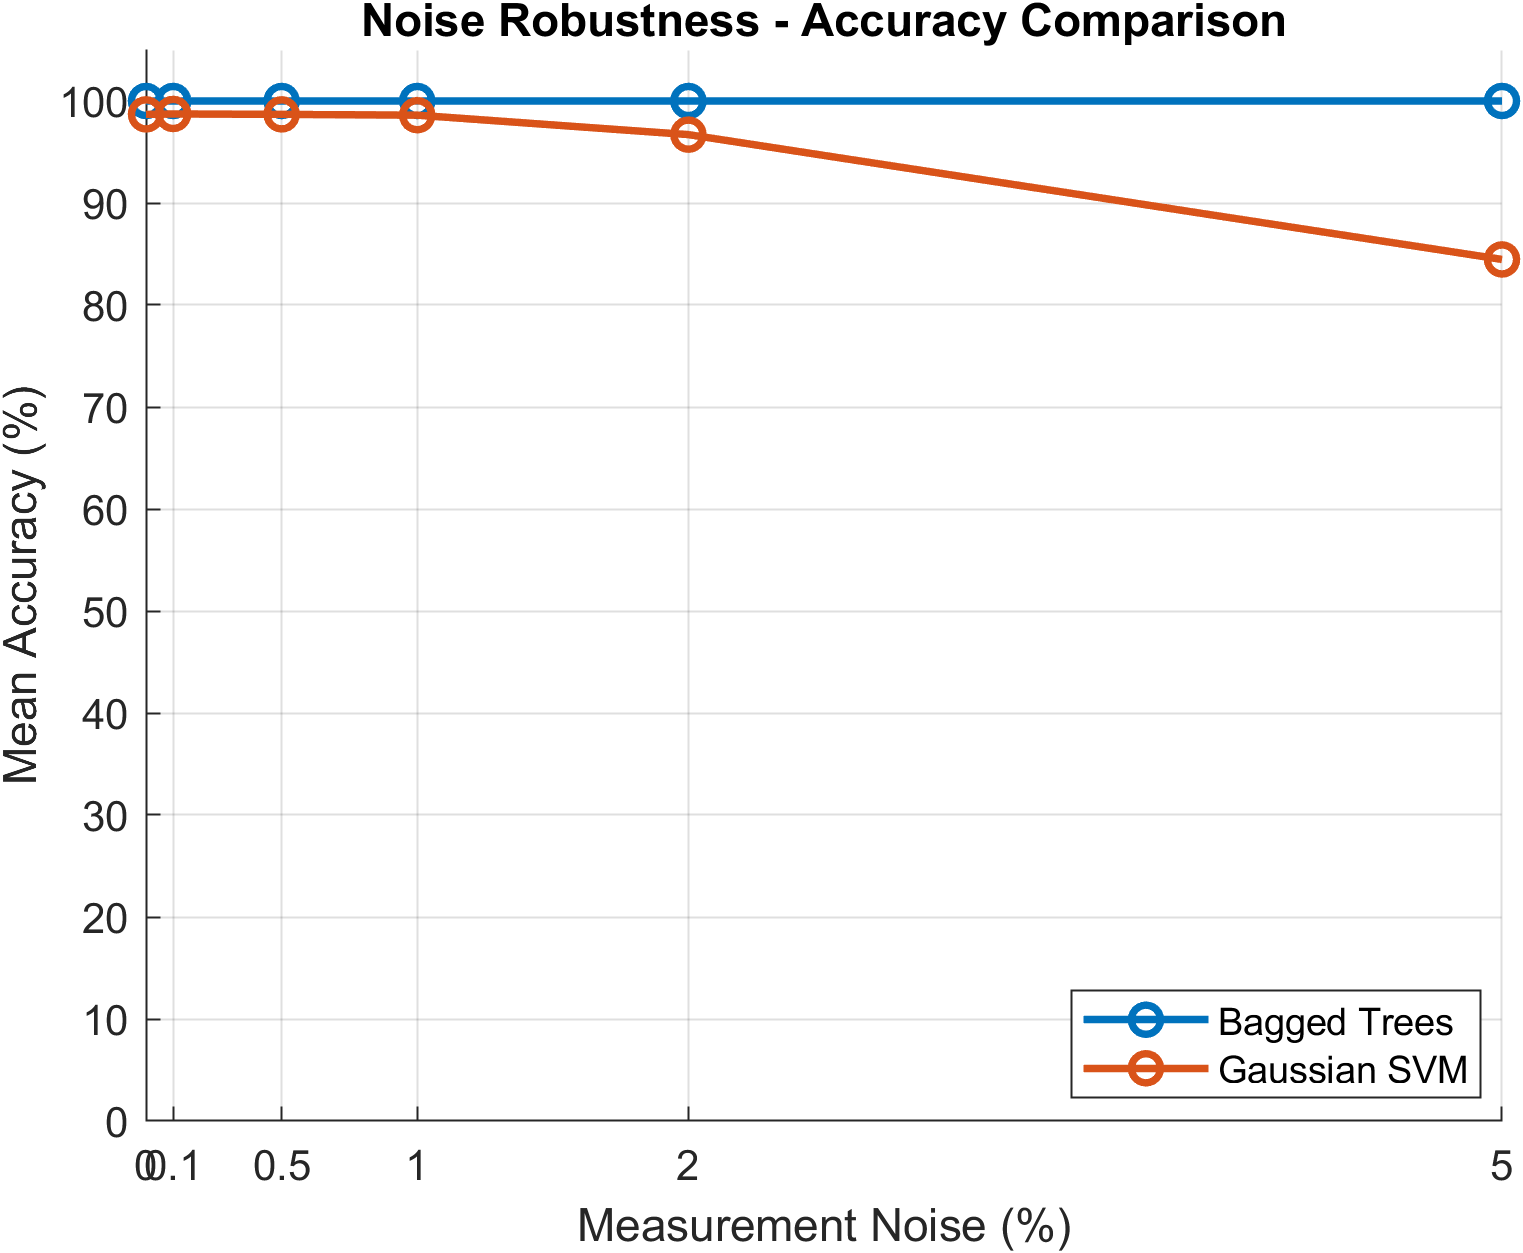 Noise Robustness - Accuracy Comparison
Mean Accuracy (%)
100
90
80
70
60
50
40
30
20
10
0
0 0.1 0.5 1 2 5
Measurement Noise (%)
Bagged Trees
Gaussian SVM